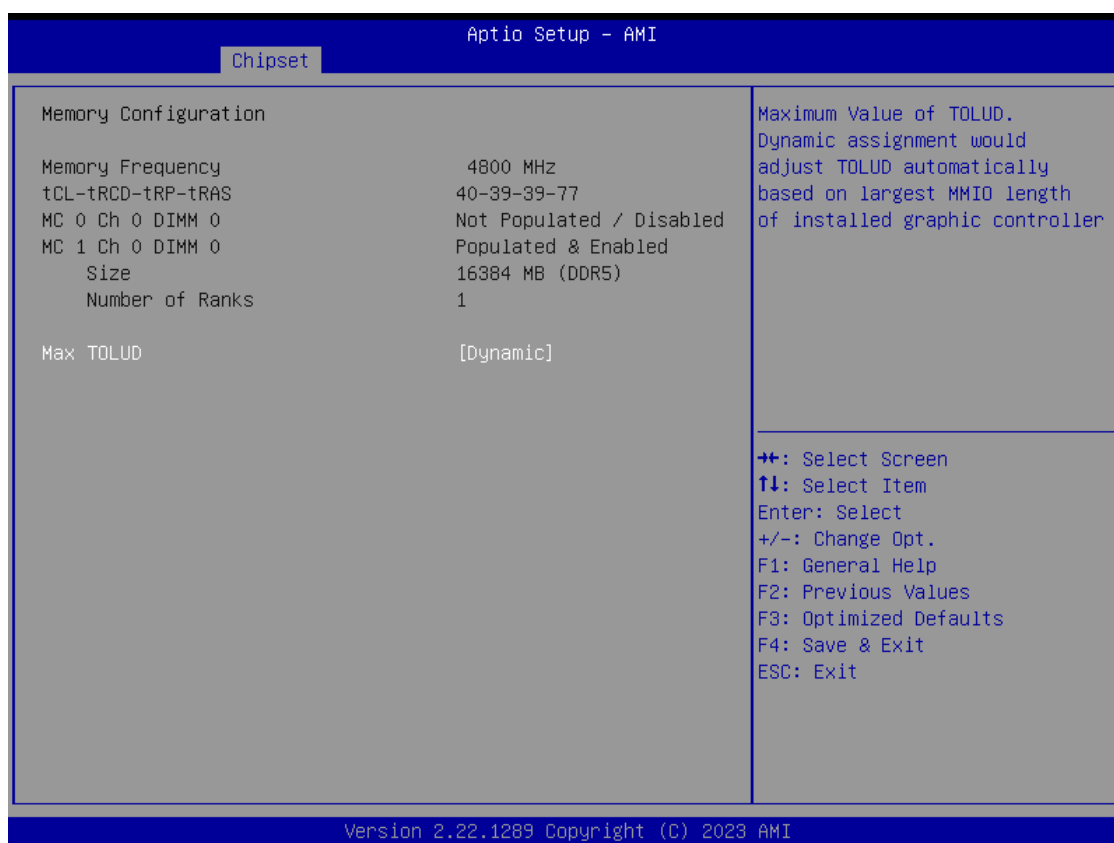 Aptio Setup – AMI
Chipset
Memory Configuration
Memory Frequency 4800 MHz
tCL-tRCD-tRP-tRAS 40-39-39-77
MC 0 Ch 0 DIMM 0 Not Populated / Disabled
MC 1 Ch 0 DIMM 0 Populated & Enabled
Size 16384 MB (DDR5)
Number of Ranks 1
Max TOLUD [Dynamic]
Maximum Value of TOLUD.
Dynamic assignment would
adjust TOLUD automatically
based on largest MMIO length
of installed graphic controller
→←: Select Screen
↑↓: Select Item
Enter: Select
+/-: Change Opt.
F1: General Help
F2: Previous Values
F3: Optimized Defaults
F4: Save & Exit
ESC: Exit
Version 2.22.1289 Copyright (C) 2023 AMI